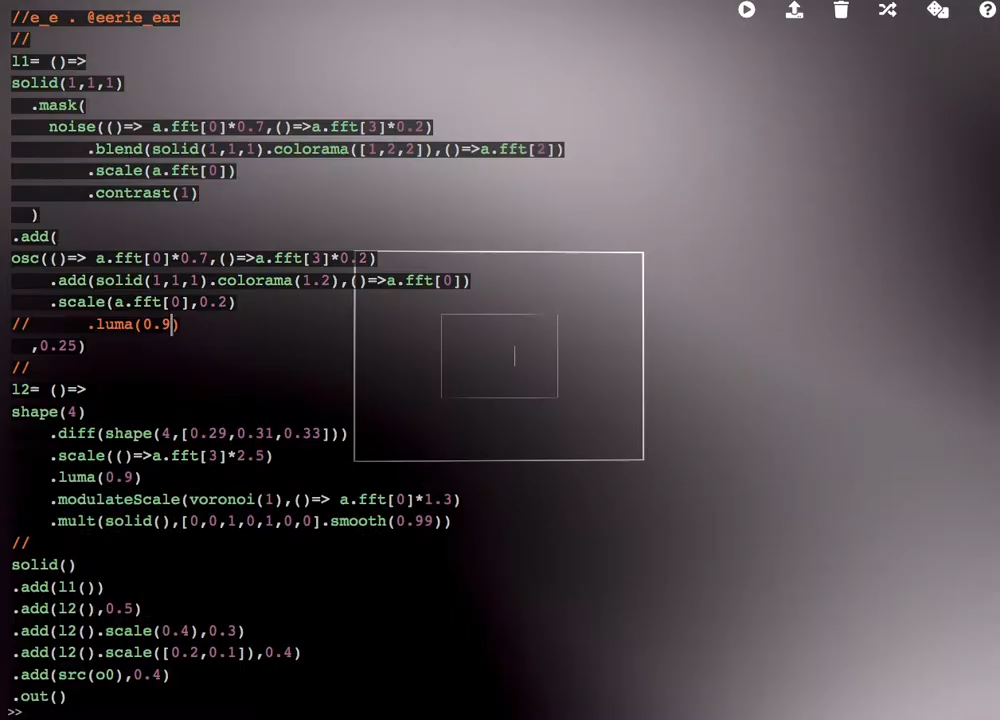 //e_e . @eerie_ear
//
l1= ()=>
solid(1,1,1)
  .mask(
    noise(()=> a.fft[0]*0.7,()=>a.fft[3]*0.2)
        .blend(solid(1,1,1).colorama([1,2,2]),()=>a.fft[2])
        .scale(a.fft[0])
        .contrast(1)
  )
.add(
osc(()=> a.fft[0]*0.7,()=>a.fft[3]*0.2)
    .add(solid(1,1,1).colorama(1.2),()=>a.fft[0])
    .scale(a.fft[0],0.2)
//      .luma(0.9)
  ,0.25)
//
l2= ()=>
shape(4)
    .diff(shape(4,[0.29,0.31,0.33]))
    .scale(()=>a.fft[3]*2.5)
    .luma(0.9)
    .modulateScale(voronoi(1),()=> a.fft[0]*1.3)
    .mult(solid(),[0,0,1,0,1,0,0].smooth(0.99))
//
solid()
.add(l1())
.add(l2(),0.5)
.add(l2().scale(0.4),0.3)
.add(l2().scale([0.2,0.1]),0.4)
.add(src(o0),0.4)
.out()
>>